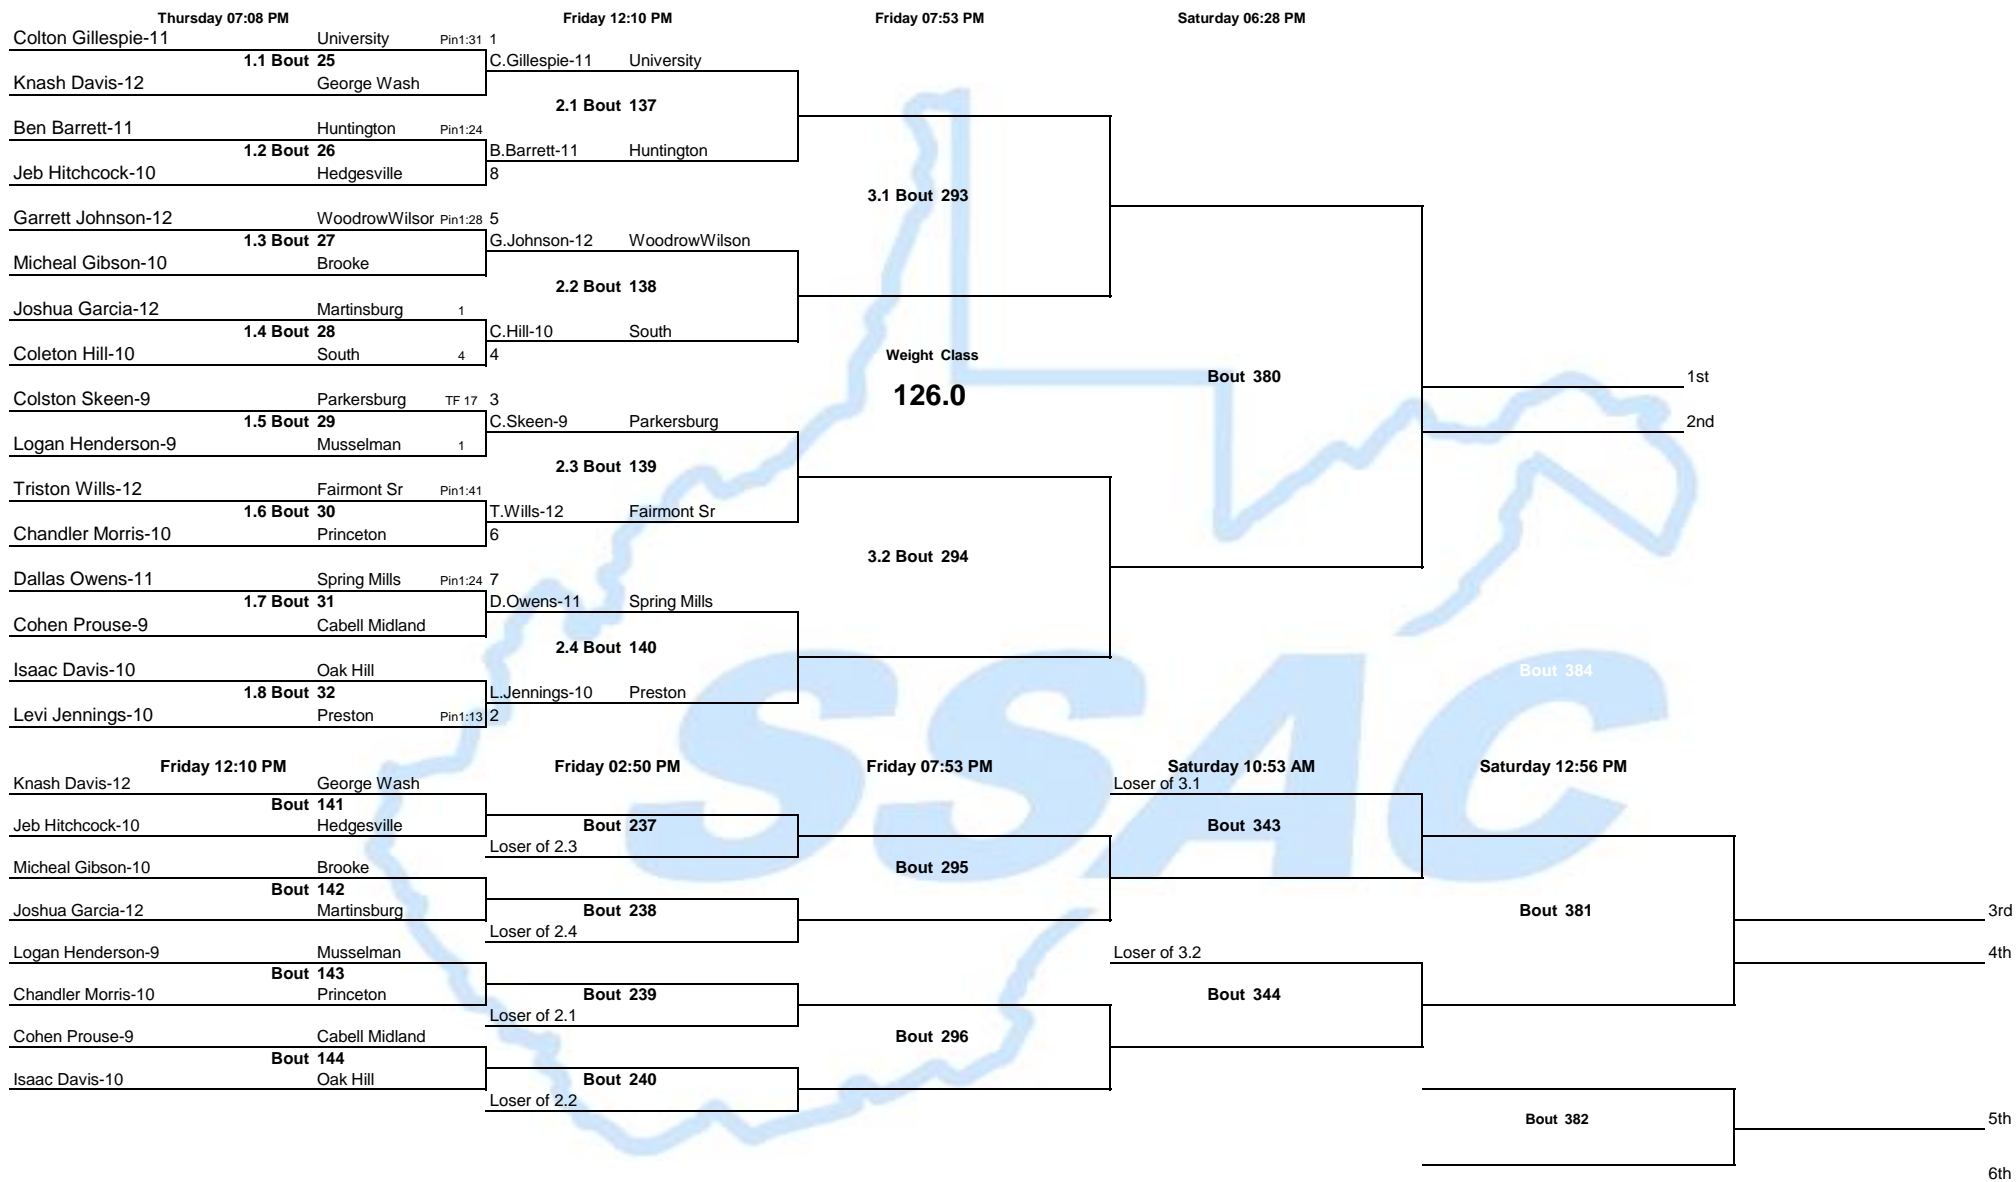 Thursday 07:08 PM Friday 12:10 PM Friday 07:53 PM Saturday 06:28 PM
Colton Gillespie-11 University Pin1:31 1
1.1 Bout 25 C.Gillespie-11 University
Knash Davis-12 George Wash
2.1 Bout 137
Ben Barrett-11 Huntington Pin1:24
1.2 Bout 26 B.Barrett-11 Huntington
Jeb Hitchcock-10 Hedgesville 8
3.1 Bout 293
Garrett Johnson-12 WoodrowWilsor Pin1:28 5
1.3 Bout 27 G.Johnson-12 WoodrowWilson
Micheal Gibson-10 Brooke
2.2 Bout 138
Joshua Garcia-12 Martinsburg 1
1.4 Bout 28 C.Hill-10 South
Coleton Hill-10 South 4 4 Weight Class
Bout 380 1st
126.0
Colston Skeen-9 Parkersburg TF 17 3
1.5 Bout 29 C.Skeen-9 Parkersburg 2nd
Logan Henderson-9 Musselman 1
2.3 Bout 139
Triston Wills-12 Fairmont Sr Pin1:41
1.6 Bout 30 T.Wills-12 Fairmont Sr
Chandler Morris-10 Princeton 6
3.2 Bout 294
Dallas Owens-11 Spring Mills Pin1:24 7
1.7 Bout 31 D.Owens-11 Spring Mills
Cohen Prouse-9 Cabell Midland
2.4 Bout 140
Isaac Davis-10 Oak Hill Bout 384
1.8 Bout 32 L.Jennings-10 Preston
Levi Jennings-10 Preston Pin1:13 2
SSAC
Friday 12:10 PM Friday 02:50 PM Friday 07:53 PM Saturday 10:53 AM Saturday 12:56 PM
Knash Davis-12 George Wash Loser of 3.1
Bout 141
Jeb Hitchcock-10 Hedgesville Bout 237 Bout 343
Loser of 2.3
Micheal Gibson-10 Brooke Bout 295
Bout 142
Joshua Garcia-12 Martinsburg Bout 238 Bout 381 3rd
Loser of 2.4
Logan Henderson-9 Musselman Loser of 3.2 4th
Bout 143
Chandler Morris-10 Princeton Bout 239 Bout 344
Loser of 2.1
Cohen Prouse-9 Cabell Midland Bout 296
Bout 144
Isaac Davis-10 Oak Hill Bout 240
Loser of 2.2
Bout 382 5th
6th